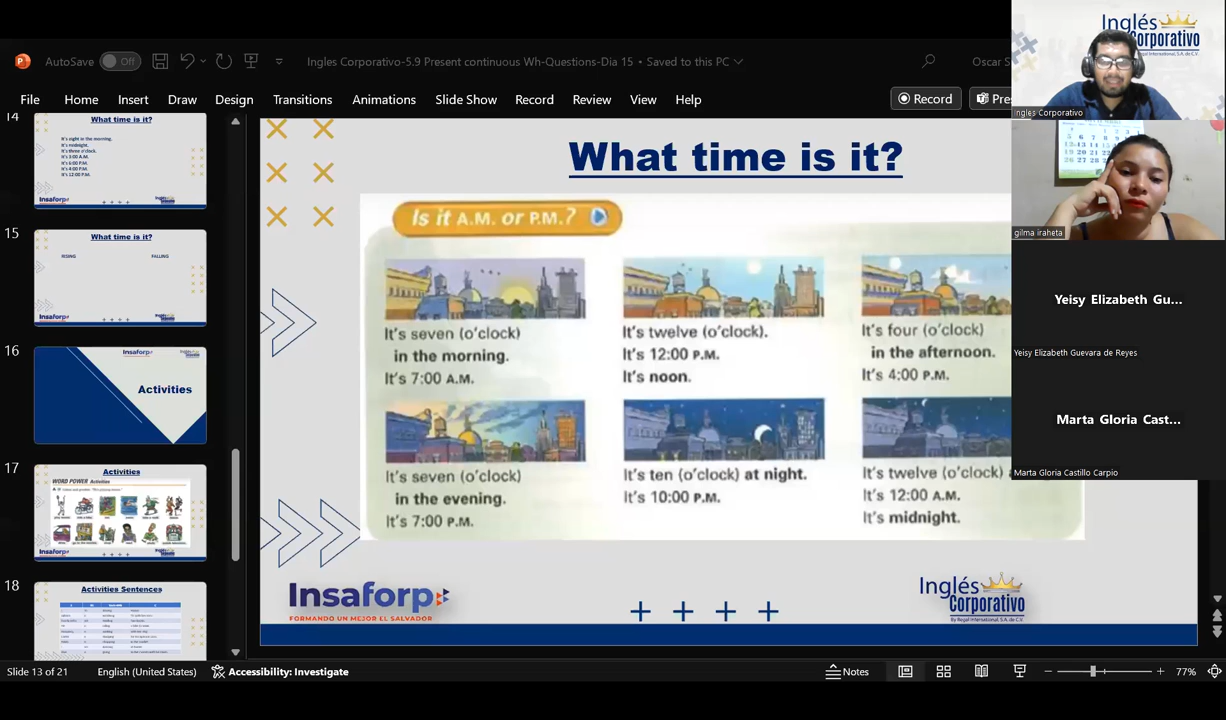 AutoSave
Off
Ingles Corporativo-5.9 Present continuous Wh-Questions-Dia 15 • Saved to this PC
Oscar S
File Home Insert Draw Design Transitions Animations Slide Show Record Review View Help
Record
Pres
14
What time is it?
It's eight in the morning.
It's midnight.
It's three o'clock.
It's 3:00 A.M.
It's 6:00 P.M.
It's 4:00 P.M.
It's 12:00 P.M.
Insaforp
15
What time is it?
RISING
FALLING
Insaforp
16
Insaforp
Activities
17
Activities
WORD POWER Activities
Insaforp
18
Activities Sentences
What time is it?
Is it A.M. or P.M.?
It's seven (o'clock)
in the morning.
It's 7:00 A.M.
It's twelve (o'clock).
It's 12:00 P.M.
It's noon.
It's four (o'clock)
in the afternoon.
It's 4:00 P.M.
It's seven (o'clock)
in the evening.
It's 7:00 P.M.
It's ten (o'clock) at night.
It's 10:00 P.M.
It's twelve (o'clock)
It's 12:00 A.M.
It's midnight.
Insaforp
FORMANDO UN MEJOR EL SALVADOR
Inglés
Corporativo
By Regal International, S.A. de C.V.
Inglés
Corporativo
by Regal International, S.A. de C.V.
Ingles Corporativo
gilma iraheta
Yeisy Elizabeth Gu...
Yeisy Elizabeth Guevara de Reyes
Marta Gloria Cast...
Marta Gloria Castillo Carpio
Slide 13 of 21
English (United States)
Accessibility: Investigate
Notes
77%